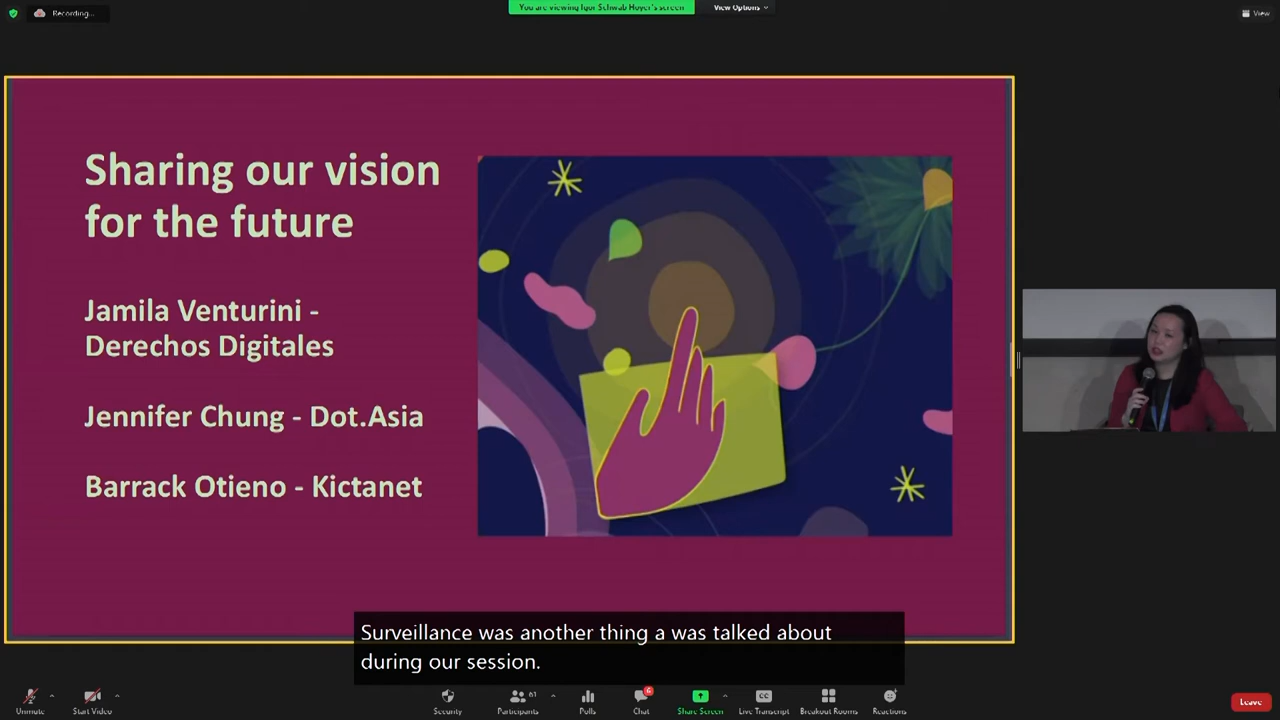 Recording...
You are viewing Igor Schwab Hoyer's screen
View Options
View
Sharing our vision
for the future
Jamila Venturini -
Derechos Digitales
Jennifer Chung - Dot.Asia
Barrack Otieno - Kictanet
Surveillance was another thing a was talked about
during our session.
Unmute
Start Video
Security
Participants
61
Polls
Chat
6
Share Screen
Live Transcript
Breakout Rooms
Reactions
Leave